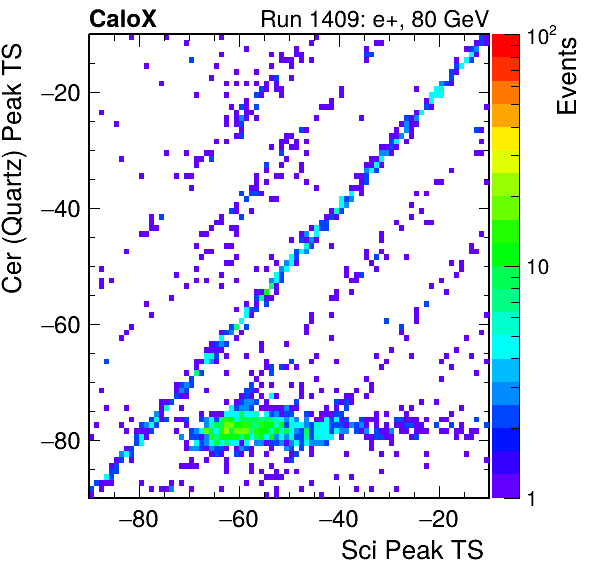 CaloX Run 1409: e+, 80 GeV
Cer (Quartz) Peak TS
−20
−40
−60
−80
−80 −60 −40 −20
Sci Peak TS
10²
10
1
Events